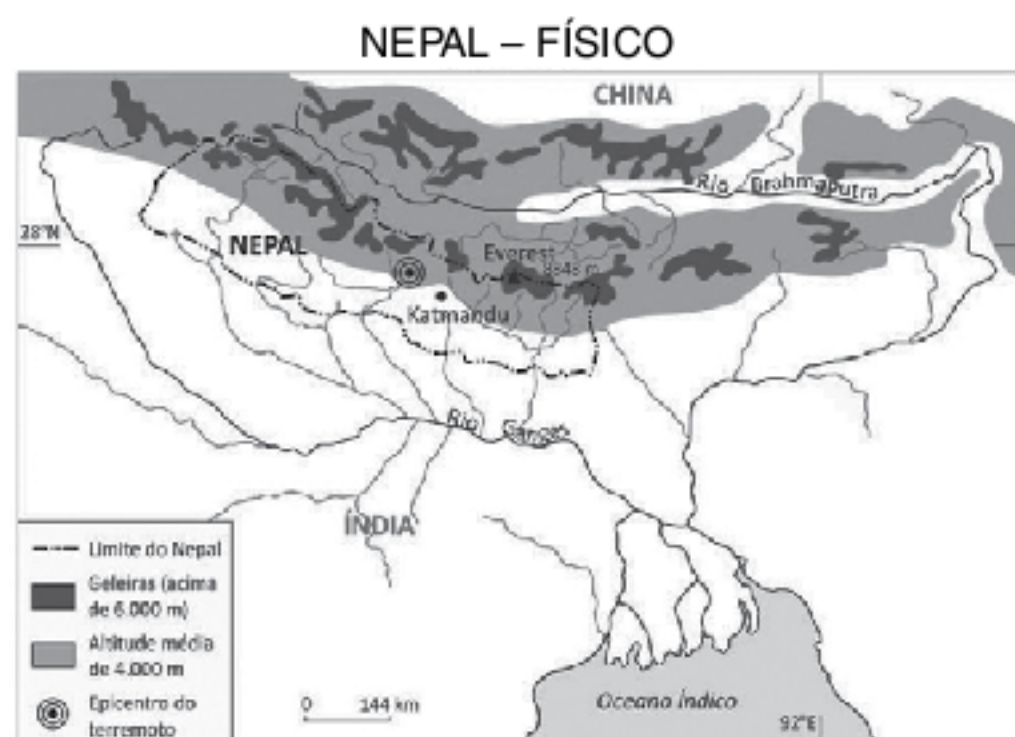 NEPAL – FÍSICO
CHINA
Rio Brahmaputra
28°N
NEPAL
Everest
8848 m
Katmandu
Rio Ganges
ÍNDIA
Limite do Nepal
Geleiras (acima
de 6.000 m)
Altitude média
de 4.000 m
Epicentro do
terremoto
0 144 km
Oceano Índico
92°E